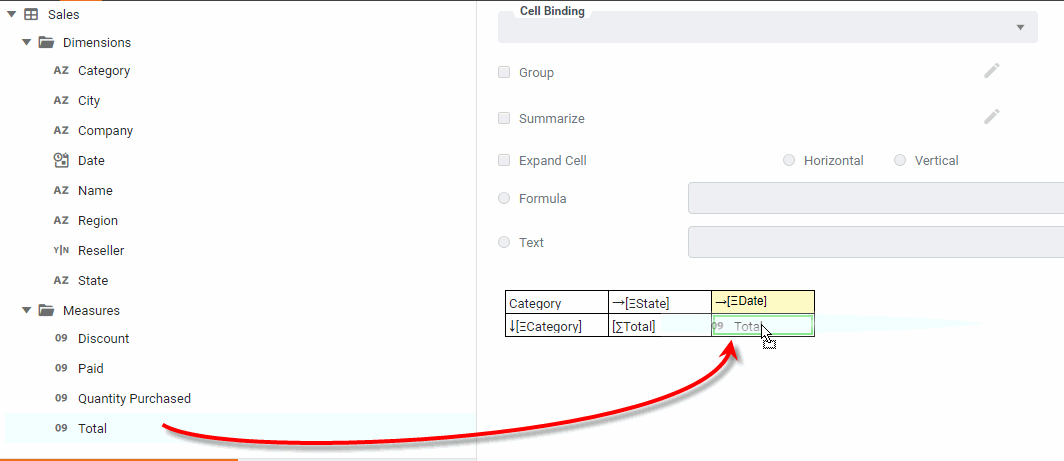 Sales
Dimensions
AZ Category
AZ City
AZ Company
Date
AZ Name
AZ Region
Y|N Reseller
AZ State
Measures
09 Discount
09 Paid
09 Quantity Purchased
09 Total
Cell Binding
Group
Summarize
Expand Cell
Horizontal
Vertical
Formula
Text
Category →[ΞState] →[ΞDate]
↓[ΞCategory] [∑Total] 09 Total